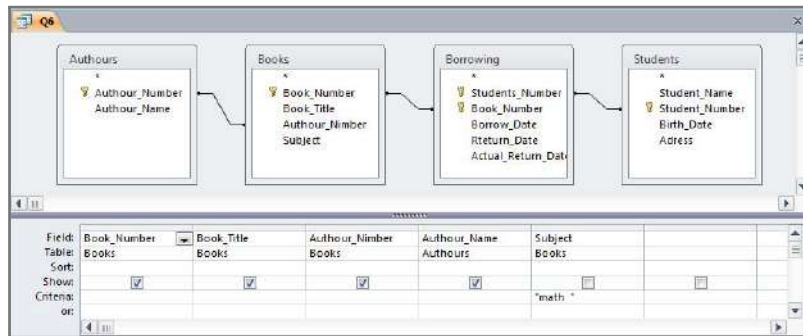 Q6
Authours
*
Authour_Number
Authour_Name
Books
*
Book_Number
Book_Title
Authour_Nimber
Subject
Borrowing
*
Students_Number
Book_Number
Borrow_Date
Rteturn_Date
Actual_Return_Dat
Students
*
Student_Name
Student_Number
Birth_Date
Adress
Field: Book_Number Book_Title Authour_Nimber Authour_Name Subject
Table: Books Books Books Authours Books
Sort:
Show:
Criteria: "math "
or: